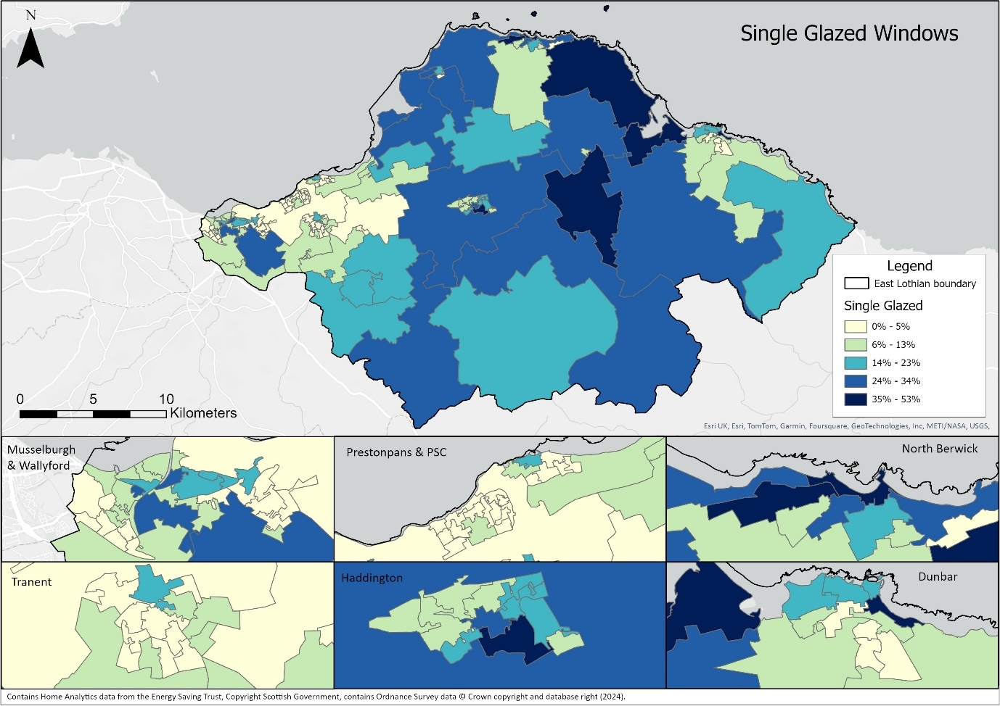 N
Single Glazed Windows
Legend
East Lothian boundary
Single Glazed
0% - 5%
6% - 13%
14% - 23%
24% - 34%
35% - 53%
0 5 10
Kilometers
Esri UK, Esri, TomTom, Garmin, Foursquare, GeoTechnologies, Inc, METI/NASA, USGS,
Musselburgh
& Wallyford
Prestonpans & PSC
North Berwick
Tranent
Haddington
Dunbar
Contains Home Analytics data from the Energy Saving Trust, Copyright Scottish Government, contains Ordnance Survey data © Crown copyright and database right (2024).